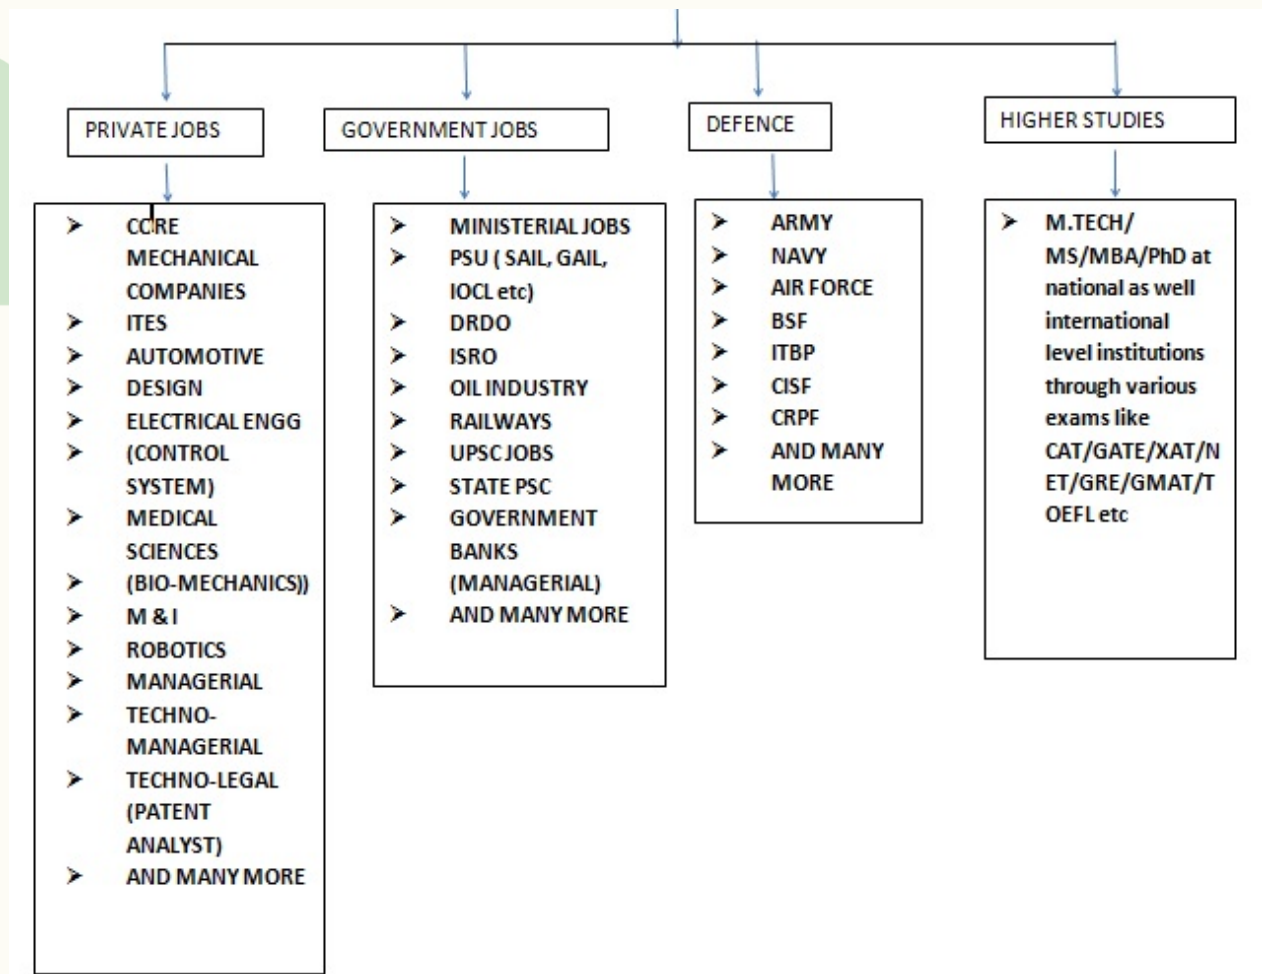 PRIVATE JOBS
GOVERNMENT JOBS
DEFENCE
HIGHER STUDIES
➤ CORE
MECHANICAL
COMPANIES
➤ ITES
➤ AUTOMOTIVE
➤ DESIGN
➤ ELECTRICAL ENGG
➤ (CONTROL
SYSTEM)
➤ MEDICAL
SCIENCES
➤ (BIO-MECHANICS))
➤ M & I
➤ ROBOTICS
➤ MANAGERIAL
➤ TECHNO-
MANAGERIAL
➤ TECHNO-LEGAL
(PATENT
ANALYST)
➤ AND MANY MORE
➤ MINISTERIAL JOBS
➤ PSU ( SAIL, GAIL,
IOCL etc)
➤ DRDO
➤ ISRO
➤ OIL INDUSTRY
➤ RAILWAYS
➤ UPSC JOBS
➤ STATE PSC
➤ GOVERNMENT
BANKS
(MANAGERIAL)
➤ AND MANY MORE
➤ ARMY
➤ NAVY
➤ AIR FORCE
➤ BSF
➤ ITBP
➤ CISF
➤ CRPF
➤ AND MANY
MORE
➤ M.TECH/
MS/MBA/PhD at
national as well
international
level institutions
through various
exams like
CAT/GATE/XAT/N
ET/GRE/GMAT/T
OEFL etc